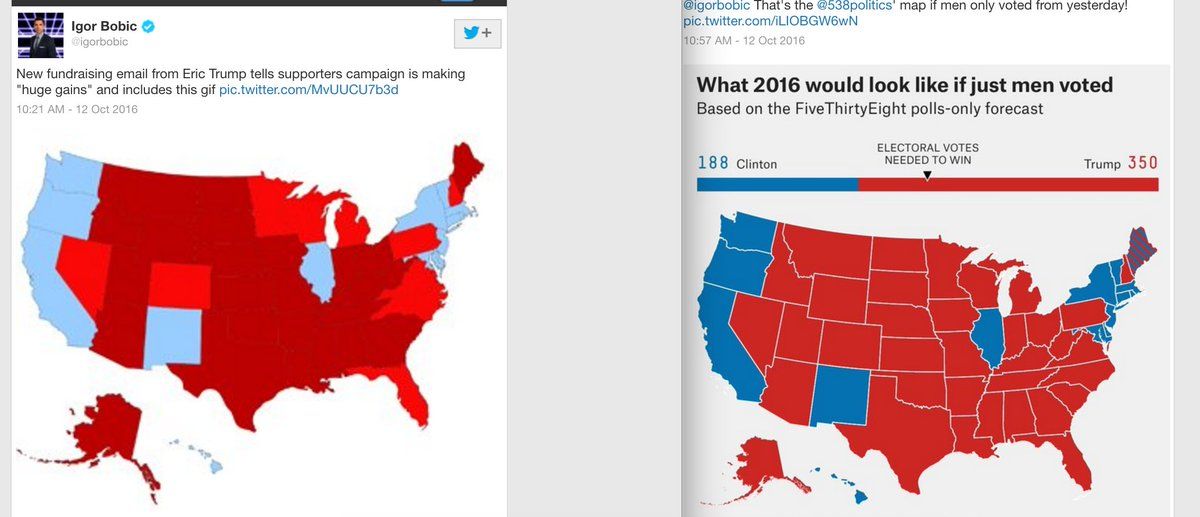 Igor Bobic
@igorbobic
+
New fundraising email from Eric Trump tells supporters campaign is making
"huge gains" and includes this gif pic.twitter.com/MvUUCU7b3d
10:21 AM - 12 Oct 2016
@igorbobic That's the @538politics' map if men only voted from yesterday!
pic.twitter.com/iLIOBGW6wN
10:57 AM - 12 Oct 2016
What 2016 would look like if just men voted
Based on the FiveThirtyEight polls-only forecast
ELECTORAL VOTES
NEEDED TO WIN
188 Clinton
Trump 350